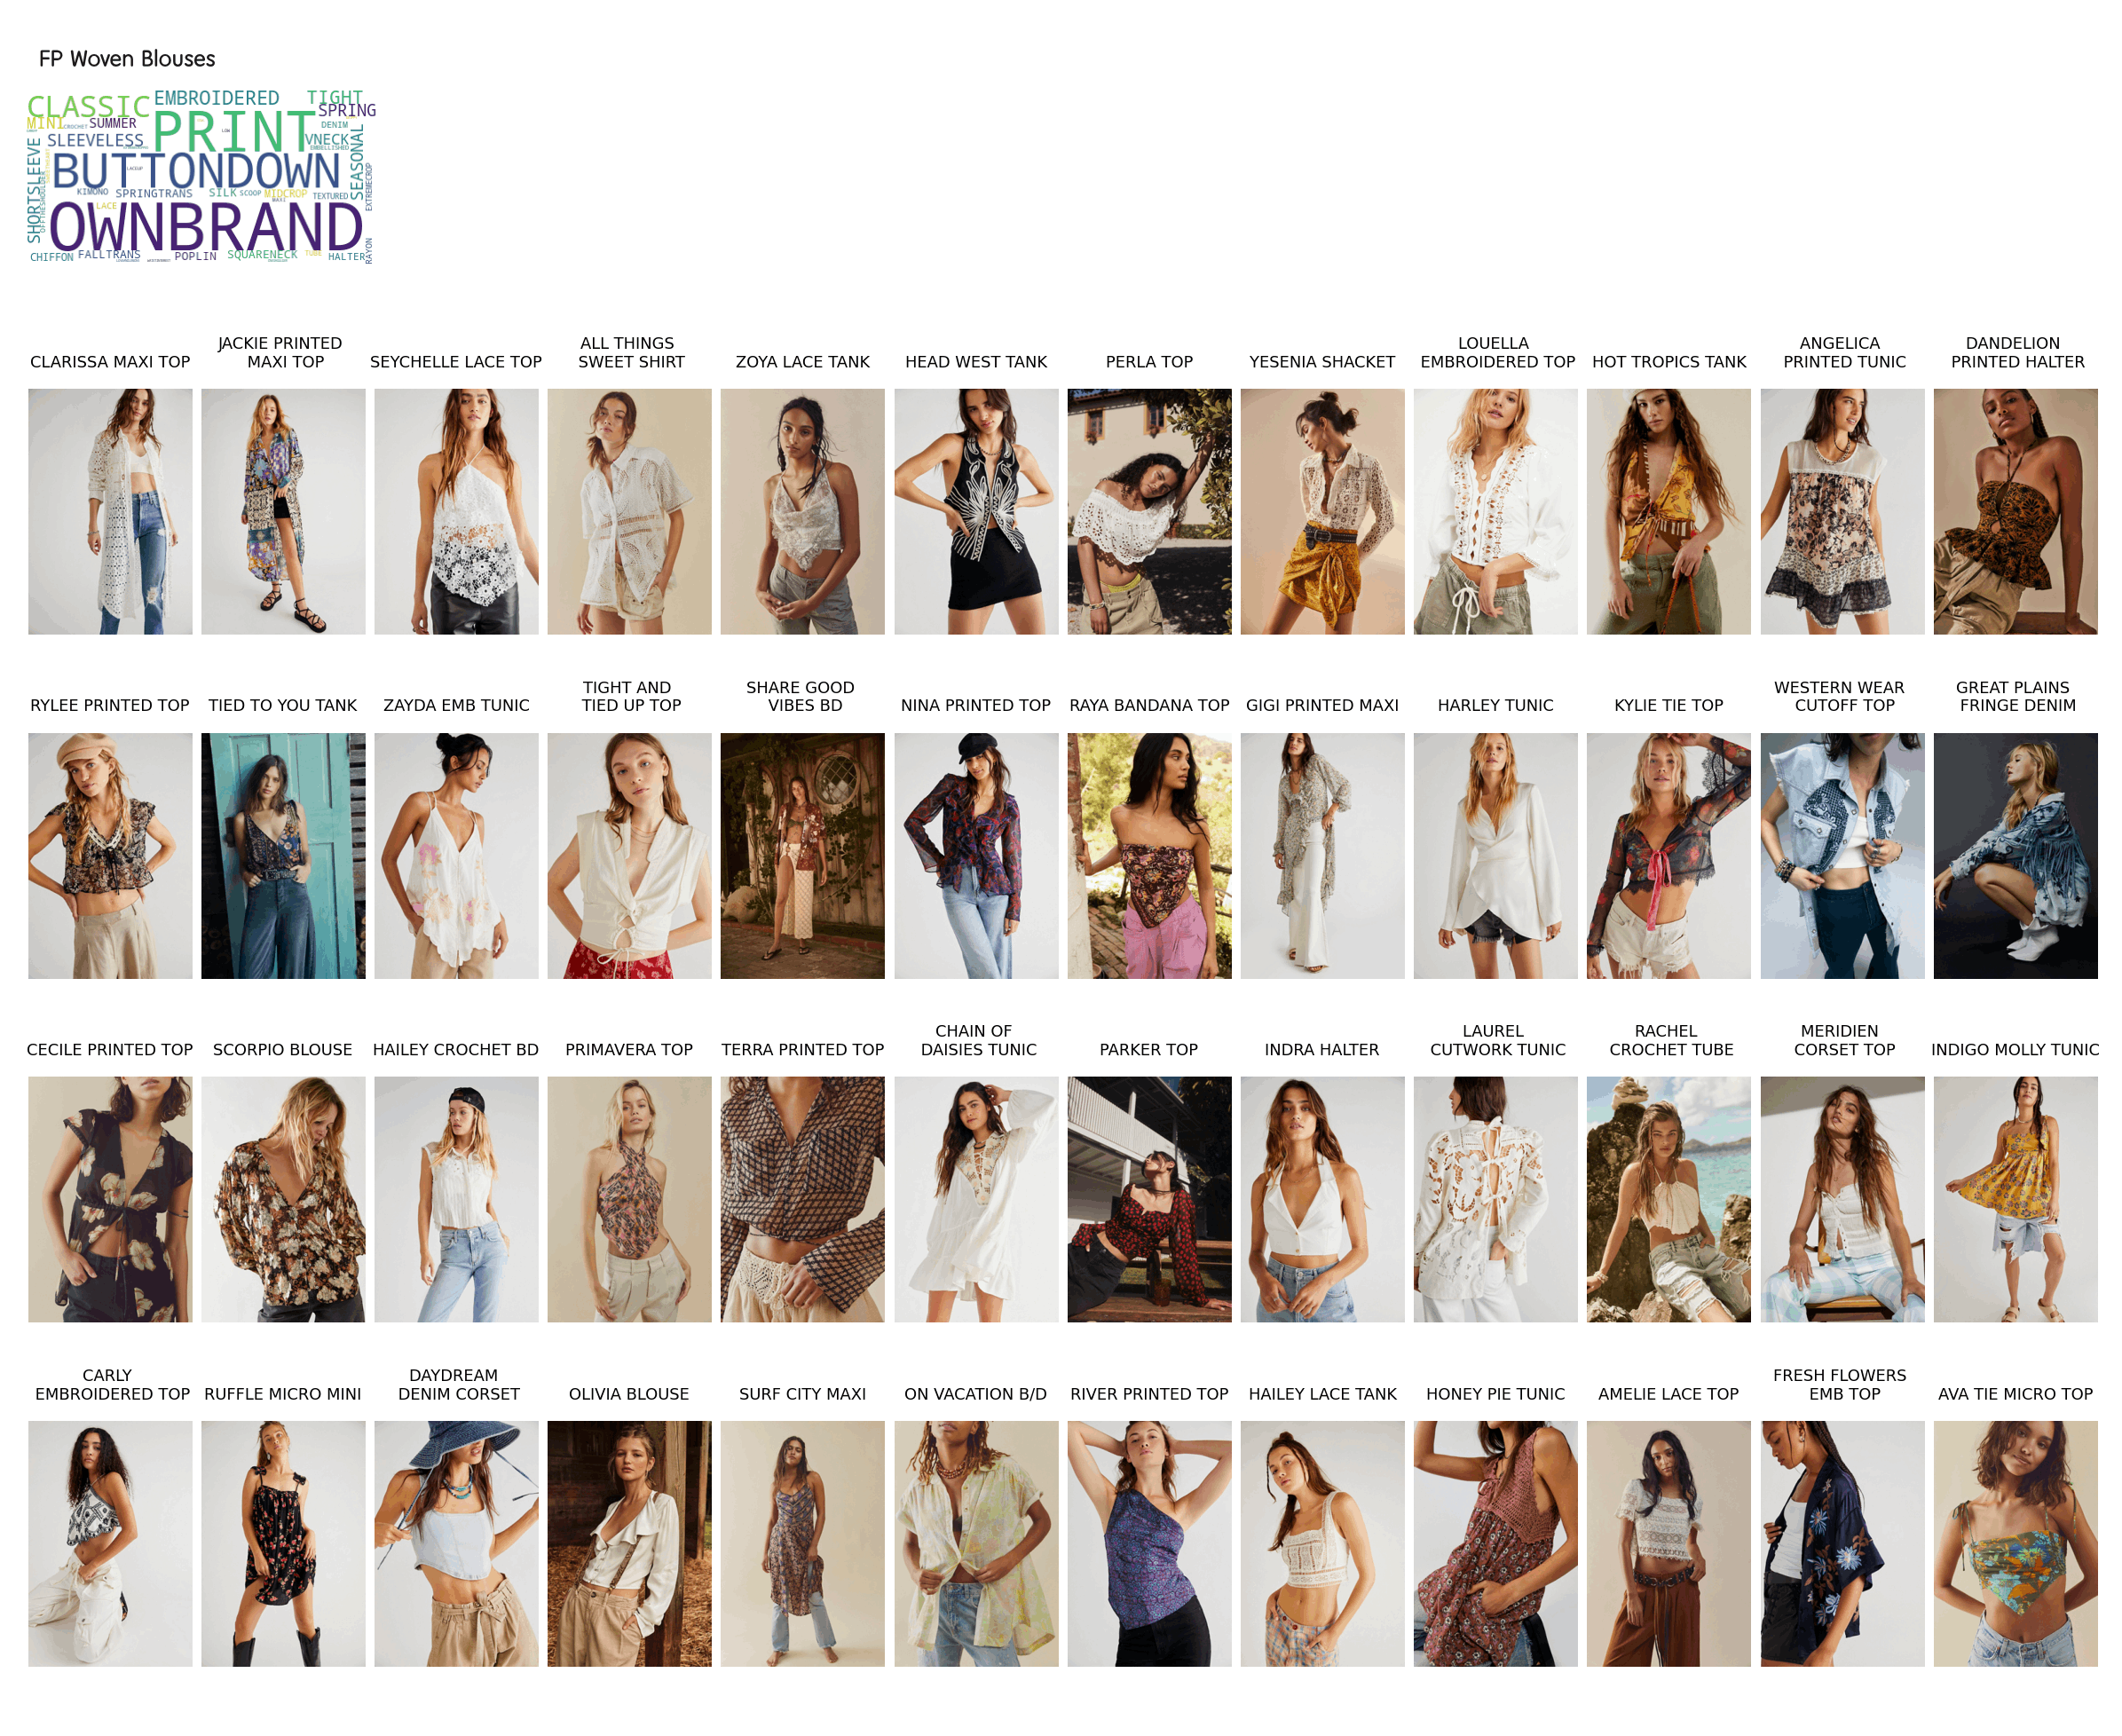 FP Woven Blouses
CLASSIC
EMBROIDERED
TIGHT
SPRING
MINI
CROCHET
SUMMER
PRINT
LOW
DENIM
SLEEVELESS
VNECK
EMBELLISHED
SHORTSLEEVE
BUTTONDOWN
LACEUP
SEASONAL
EXTREMECROP
OFFTHESHOULDER
KIMONO
SPRINGTRANS
SILK
SCOOP
MIDCROP
TEXTURED
MAXI
LACE
OWNBRAND
CHIFFON
FALLTRANS
POPLIN
SQUARENECK
TUBE
HALTER
RAYON
CLARISSA MAXI TOP
JACKIE PRINTED
MAXI TOP
SEYCHELLE LACE TOP
ALL THINGS
SWEET SHIRT
ZOYA LACE TANK
HEAD WEST TANK
PERLA TOP
YESENIA SHACKET
LOUELLA
EMBROIDERED TOP
HOT TROPICS TANK
ANGELICA
PRINTED TUNIC
DANDELION
PRINTED HALTER
RYLEE PRINTED TOP
TIED TO YOU TANK
ZAYDA EMB TUNIC
TIGHT AND
TIED UP TOP
SHARE GOOD
VIBES BD
NINA PRINTED TOP
RAYA BANDANA TOP
GIGI PRINTED MAXI
HARLEY TUNIC
KYLIE TIE TOP
WESTERN WEAR
CUTOFF TOP
GREAT PLAINS
FRINGE DENIM
CECILE PRINTED TOP
SCORPIO BLOUSE
HAILEY CROCHET BD
PRIMAVERA TOP
TERRA PRINTED TOP
CHAIN OF
DAISIES TUNIC
PARKER TOP
INDRA HALTER
LAUREL
CUTWORK TUNIC
RACHEL
CROCHET TUBE
MERIDIEN
CORSET TOP
INDIGO MOLLY TUNIC
CARLY
EMBROIDERED TOP
RUFFLE MICRO MINI
DAYDREAM
DENIM CORSET
OLIVIA BLOUSE
SURF CITY MAXI
ON VACATION B/D
RIVER PRINTED TOP
HAILEY LACE TANK
HONEY PIE TUNIC
AMELIE LACE TOP
FRESH FLOWERS
EMB TOP
AVA TIE MICRO TOP